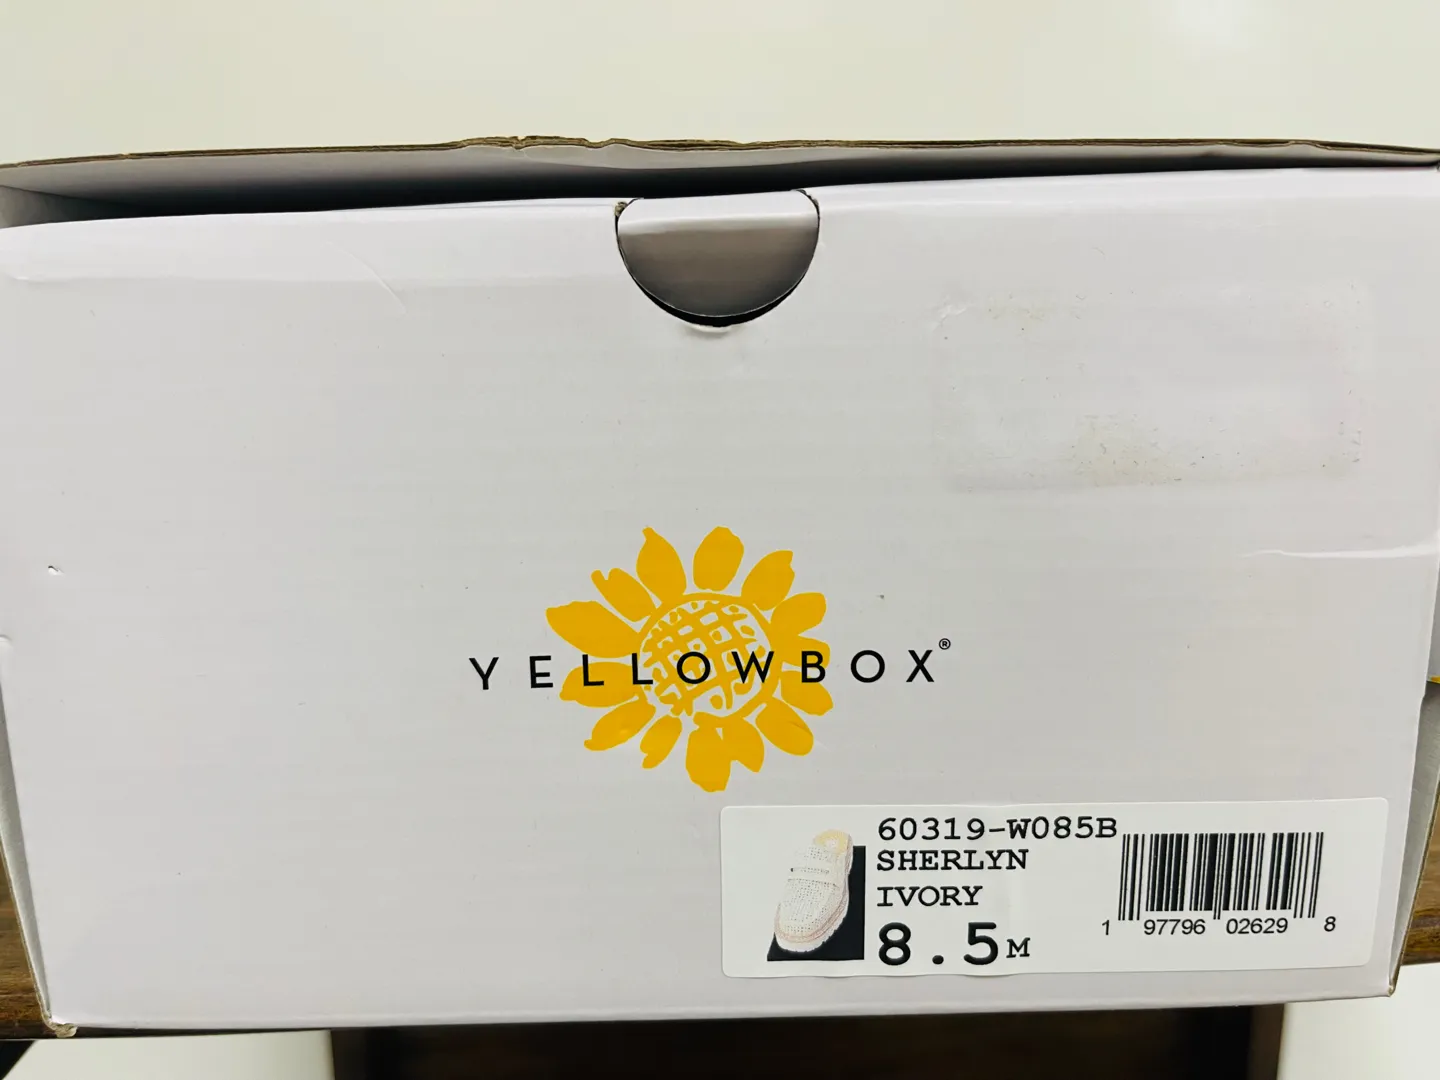 YELLOWBOX®
60319-W085B
SHERLYN
IVORY
8.5M
1 97796 02629 8